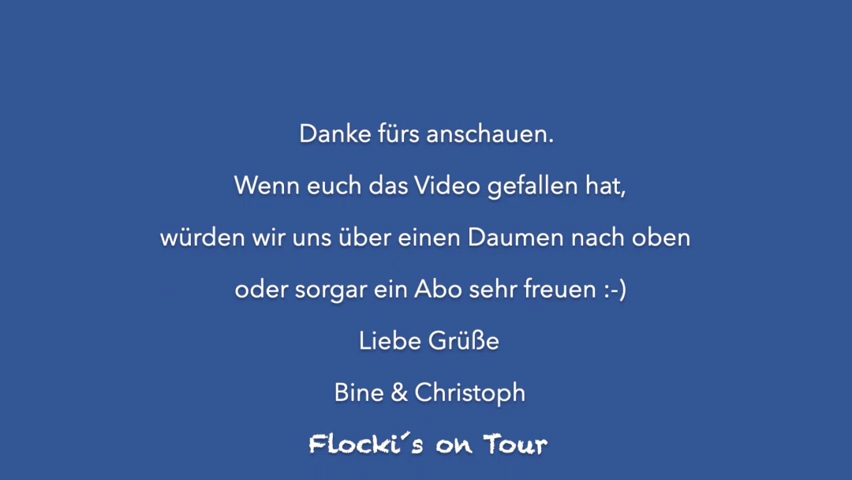 Danke fürs anschauen.
Wenn euch das Video gefallen hat,
würden wir uns über einen Daumen nach oben
oder sorgar ein Abo sehr freuen :-)
Liebe Grüße
Bine & Christoph
Flocki´s on Tour